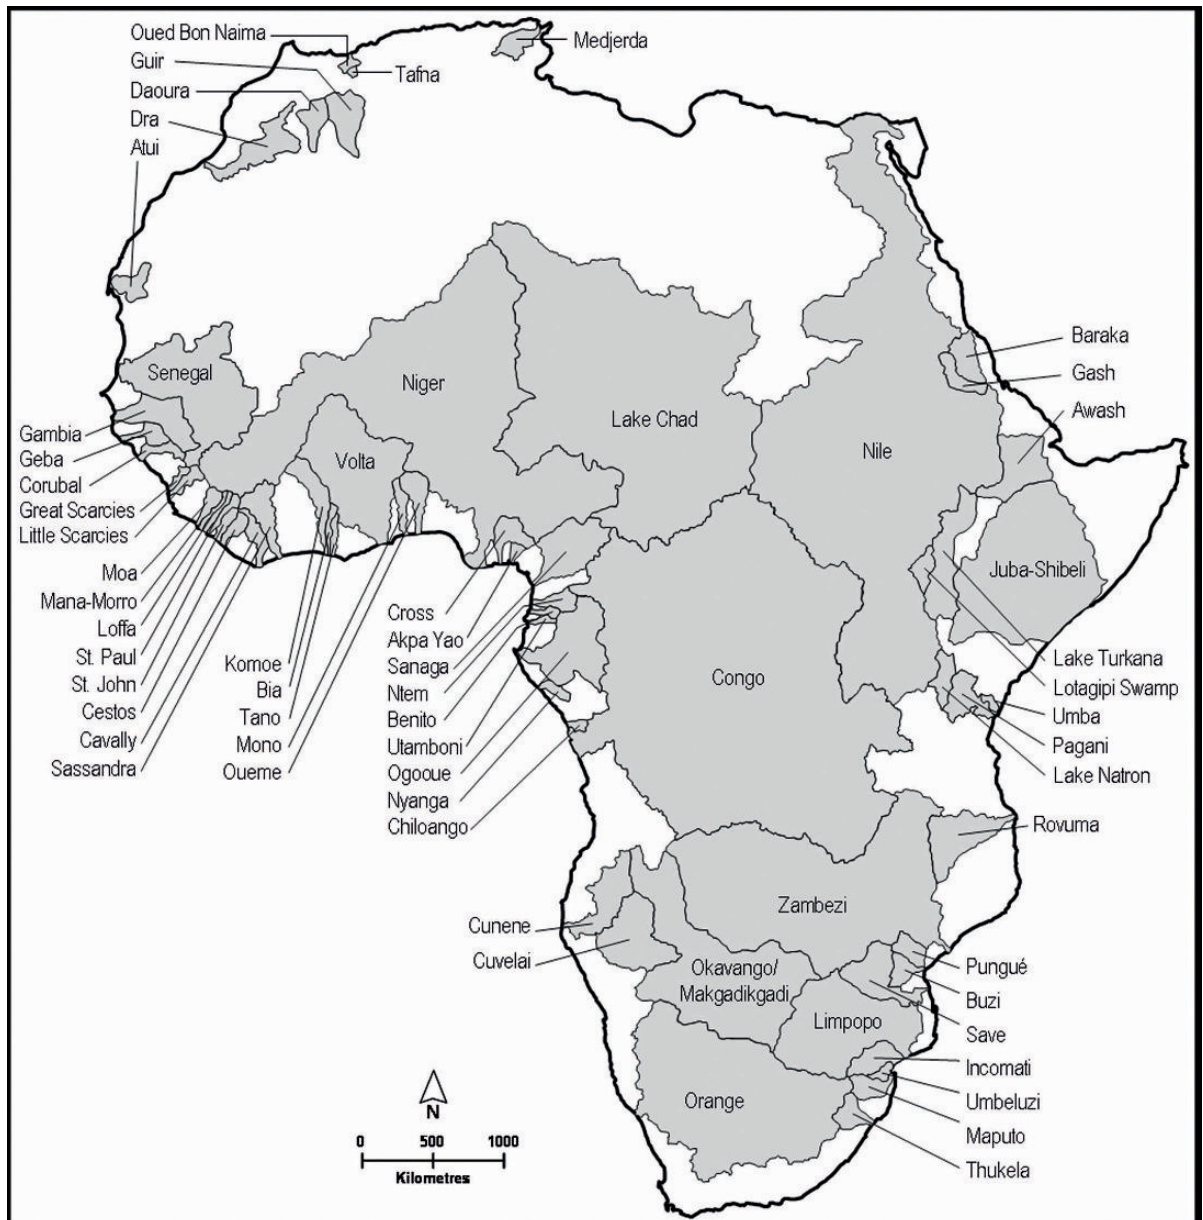 Oued Bon Naima
Guir
Daoura
Dra
Atui
Tafna
Medjerda
Senegal
Niger
Lake Chad
Nile
Volta
Baraka
Gash
Awash
Juba-Shibeli
Gambia
Geba
Corubal
Great Scarcies
Little Scarcies
Moa
Mana-Morro
Loffa
St. Paul
St. John
Cestos
Cavally
Sassandra
Komoe
Bia
Tano
Mono
Oueme
Cross
Akpa Yao
Sanaga
Ntem
Benito
Utamboni
Ogooue
Nyanga
Chiloango
Congo
Lake Turkana
Lotagipi Swamp
Umba
Pagani
Lake Natron
Rovuma
Zambezi
Cunene
Cuvelai
Okavango/
Makgadikgadi
Limpopo
Orange
Pungué
Buzi
Save
Incomati
Umbeluzi
Maputo
Thukela
N
0 500 1000
Kilometres